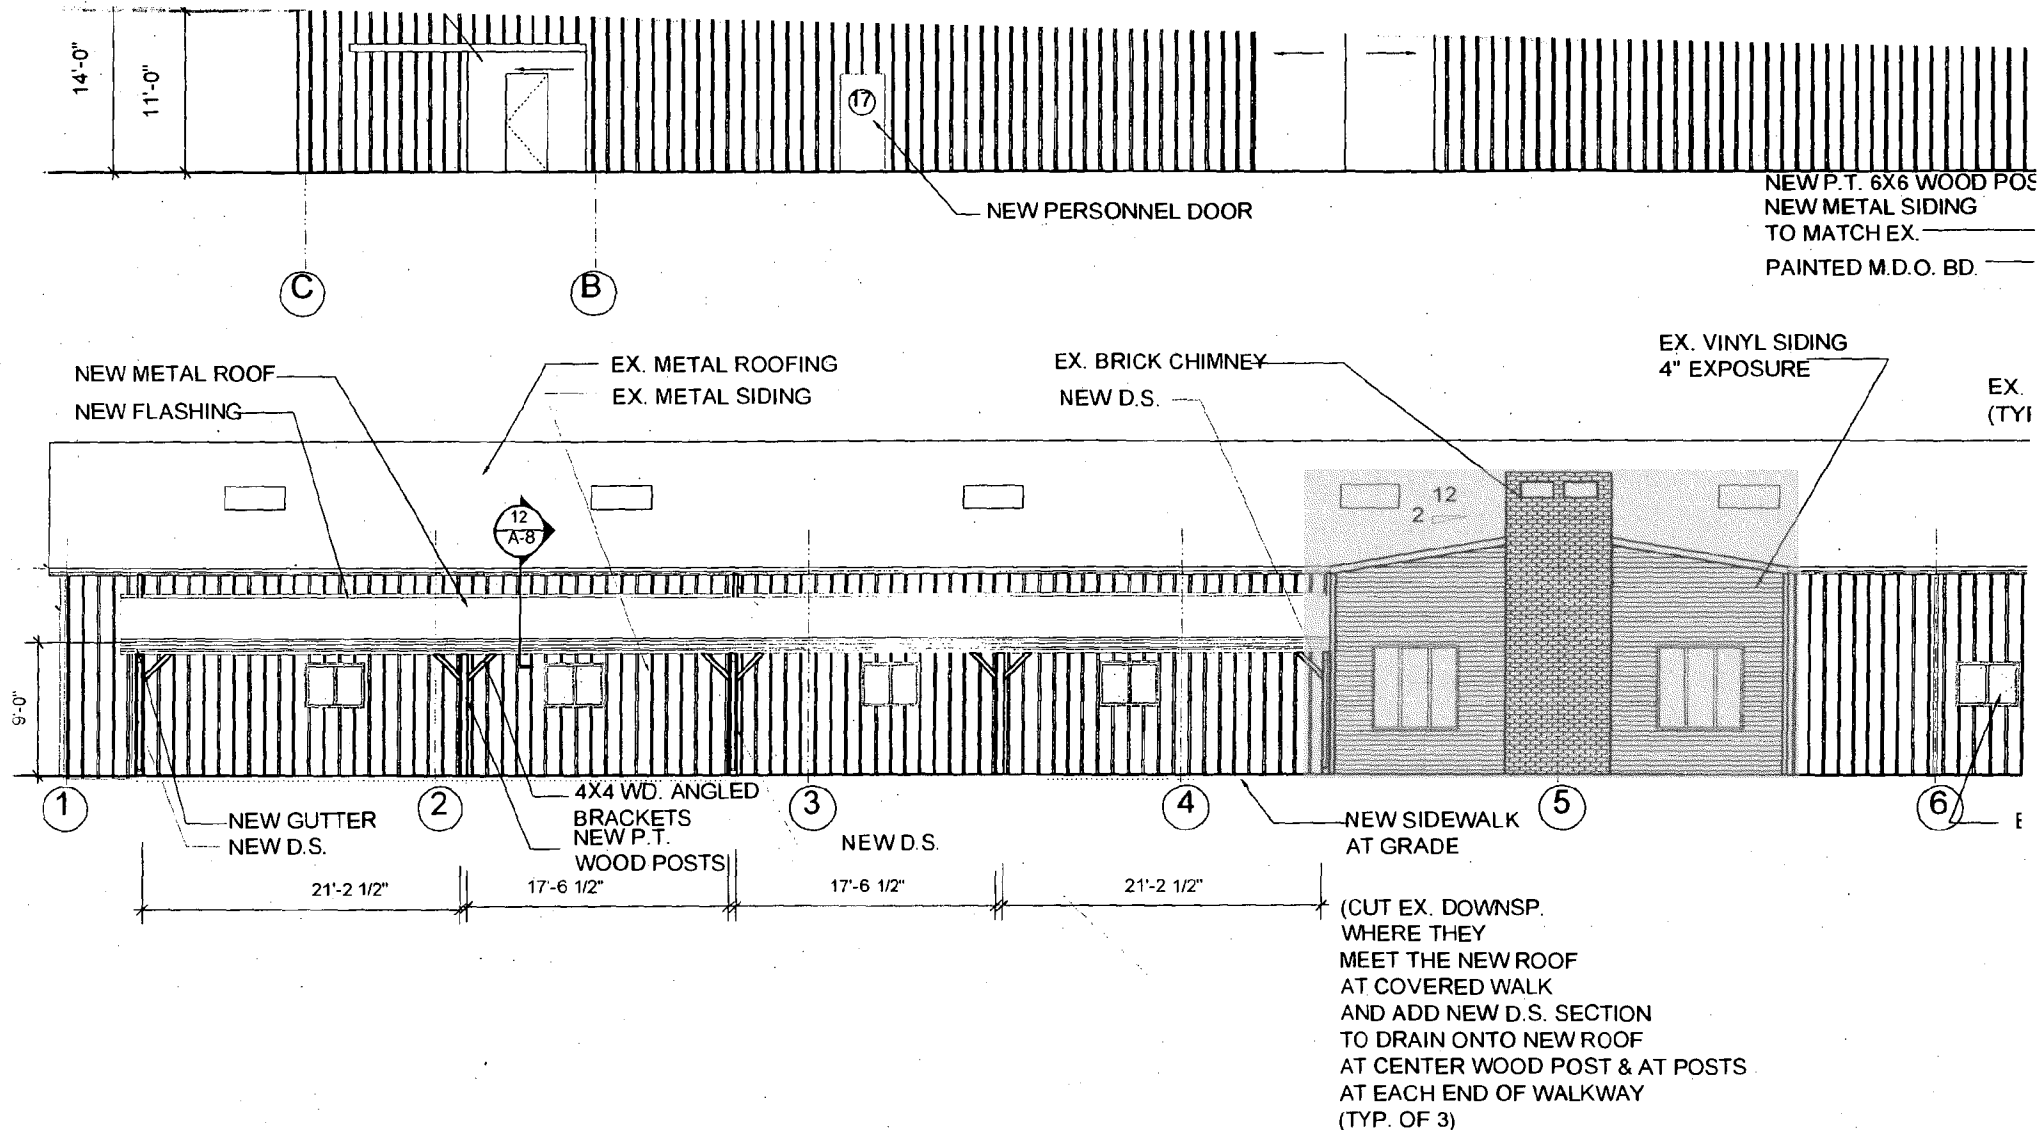 14'-0"
11'-0"
17
NEW PERSONNEL DOOR
NEW P.T. 6X6 WOOD
NEW METAL SIDING
TO MATCH EX.
PAINTED M.D.O. BD.
C
B
NEW METAL ROOF
NEW FLASHING
EX. METAL ROOFING
EX. METAL SIDING
EX. BRICK CHIMNEY
NEW D.S.
EX. VINYL SIDING
4" EXPOSURE
EX.
12
A-8
12
2
9'-0"
1
2
3
4
5
6
NEW GUTTER
NEW D.S.
4X4 WD. ANGLED
BRACKETS
NEW P.T.
WOOD POSTS
NEW D.S.
NEW SIDEWALK
AT GRADE
21'-2 1/2"
17'-6 1/2"
17'-6 1/2"
21'-2 1/2"
(CUT EX. DOWNSP.
WHERE THEY
MEET THE NEW ROOF
AT COVERED WALK
AND ADD NEW D.S. SECTION
TO DRAIN ONTO NEW ROOF
AT CENTER WOOD POST & AT POSTS
AT EACH END OF WALKWAY
(TYP. OF 3)